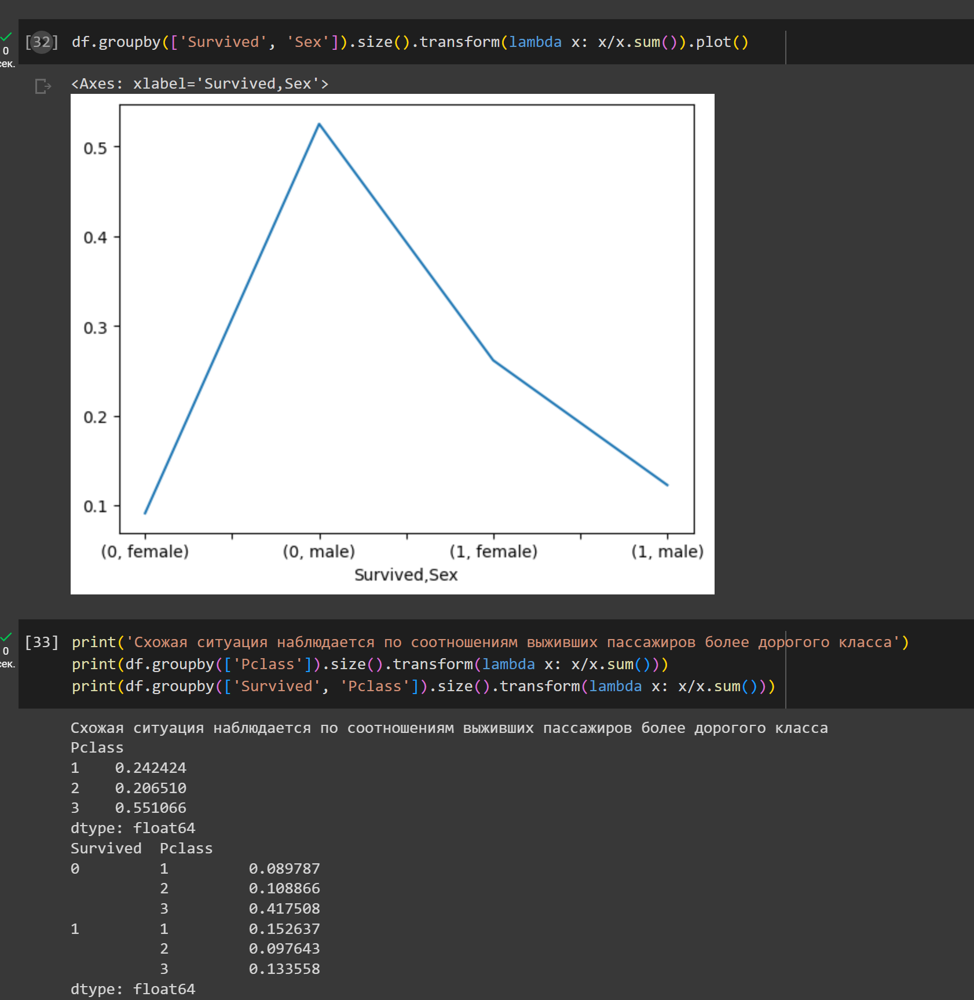 [32] df.groupby(['Survived', 'Sex']).size().transform(lambda x: x/x.sum()).plot()
0
сек.
<Axes: xlabel='Survived,Sex'>
0.5
0.4
0.3
0.2
0.1
(0, female) (0, male) (1, female) (1, male)
Survived,Sex
[33] print('Схожая ситуация наблюдается по соотношениям выживших пассажиров более дорогого класса')
0
print(df.groupby(['Pclass']).size().transform(lambda x: x/x.sum()))
сек.
print(df.groupby(['Survived', 'Pclass']).size().transform(lambda x: x/x.sum()))
Схожая ситуация наблюдается по соотношениям выживших пассажиров более дорогого класса
Pclass
1 0.242424
2 0.206510
3 0.551066
dtype: float64
Survived Pclass
0 1 0.089787
2 0.108866
3 0.417508
1 1 0.152637
2 0.097643
3 0.133558
dtype: float64